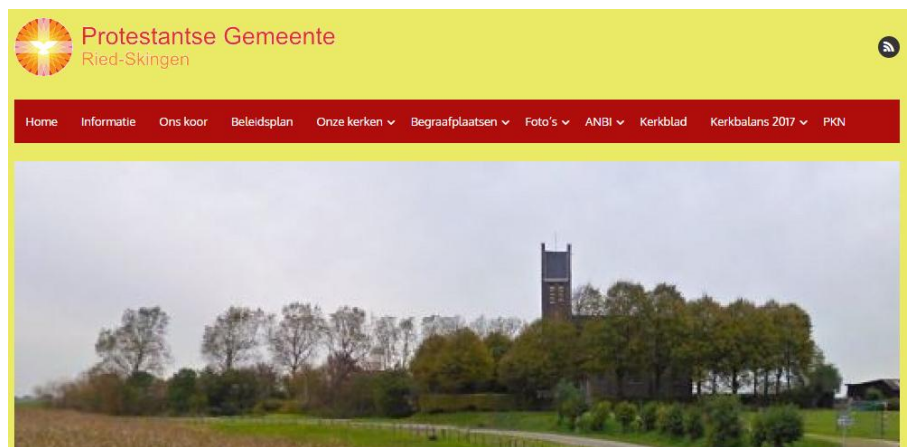 Protestantse Gemeente
Ried-Skingen
Home Informatie Ons koor Beleidsplan Onze kerken Begraafplaatsen Foto's ANBI Kerkblad Kerkbalans 2017 PKN